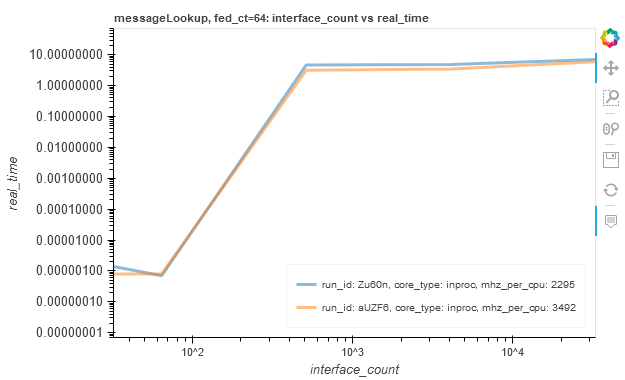 messageLookup, fed_ct=64: interface_count vs real_time
10.00000000
1.00000000
0.10000000
0.01000000
0.00100000
0.00010000
0.00001000
0.00000100
0.00000010
0.00000001
real_time
run_id: Zu60n, core_type: inproc, mhz_per_cpu: 2295
run_id: aUZF6, core_type: inproc, mhz_per_cpu: 3492
10^2
10^3
10^4
interface_count